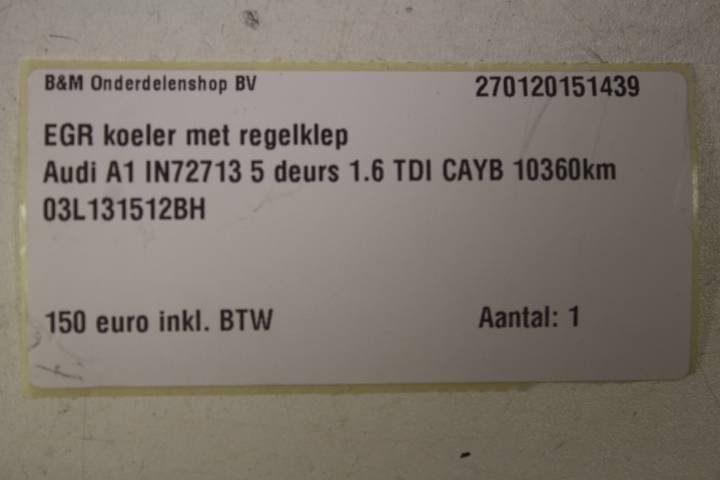 B&M Onderdelenshop BV 270120151439
EGR koeler met regelklep
Audi A1 IN72713 5 deurs 1.6 TDI CAYB 10360km
03L131512BH
150 euro inkl. BTW Aantal: 1